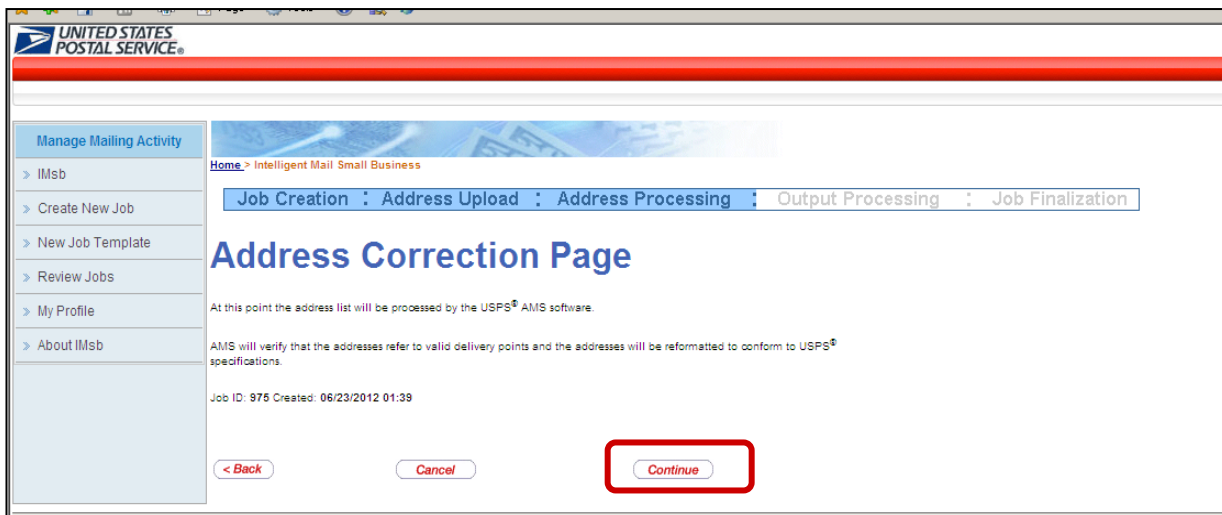 UNITED STATES
POSTAL SERVICE®
Manage Mailing Activity
» IMsb
» Create New Job
» New Job Template
» Review Jobs
» My Profile
» About IMsb
Home > Intelligent Mail Small Business
Job Creation : Address Upload : Address Processing : Output Processing : Job Finalization
Address Correction Page
At this point the address list will be processed by the USPS® AMS software.
AMS will verify that the addresses refer to valid delivery points and the addresses will be reformatted to conform to USPS®
specifications.
Job ID: 975 Created: 06/23/2012 01:39
< Back Cancel Continue